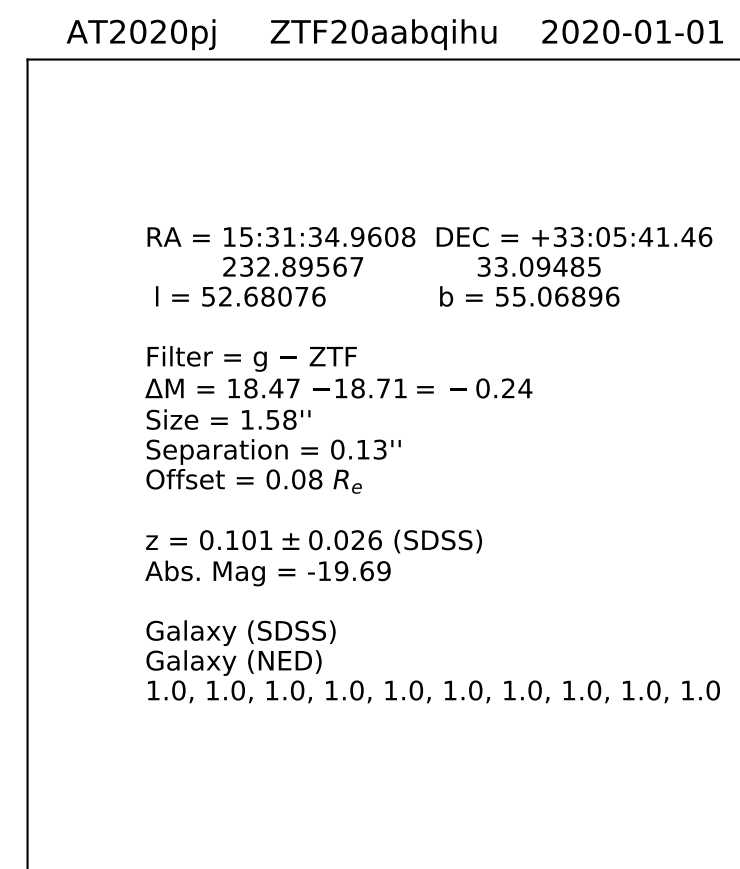 AT2020pj ZTF20aabqihu 2020-01-01
RA = 15:31:34.9608 DEC = +33:05:41.46
232.89567 33.09485
l = 52.68076 b = 55.06896
Filter = g − ZTF
ΔM = 18.47 −18.71 = − 0.24
Size = 1.58''
Separation = 0.13''
Offset = 0.08 Rₑ
z = 0.101 ± 0.026 (SDSS)
Abs. Mag = -19.69
Galaxy (SDSS)
Galaxy (NED)
1.0, 1.0, 1.0, 1.0, 1.0, 1.0, 1.0, 1.0, 1.0, 1.0